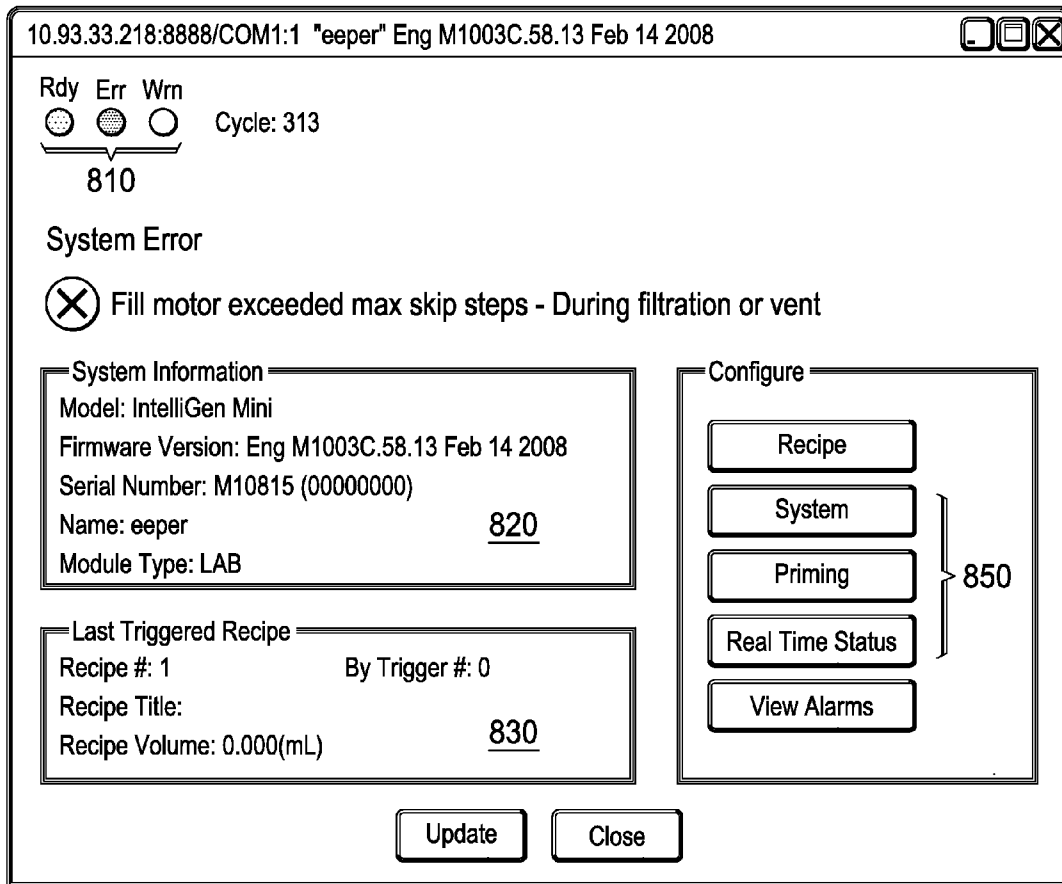 10.93.33.218:8888/COM1:1 "eeper" Eng M1003C.58.13 Feb 14 2008
Rdy Err Wrn
Cycle: 313
810
System Error
Fill motor exceeded max skip steps - During filtration or vent
System Information
Model: IntelliGen Mini
Firmware Version: Eng M1003C.58.13 Feb 14 2008
Serial Number: M10815 (00000000)
Name: eeper
820
Module Type: LAB
Last Triggered Recipe
Recipe #: 1 By Trigger #: 0
Recipe Title:
Recipe Volume: 0.000(mL)
830
Configure
Recipe
System
Priming
850
Real Time Status
View Alarms
Update Close